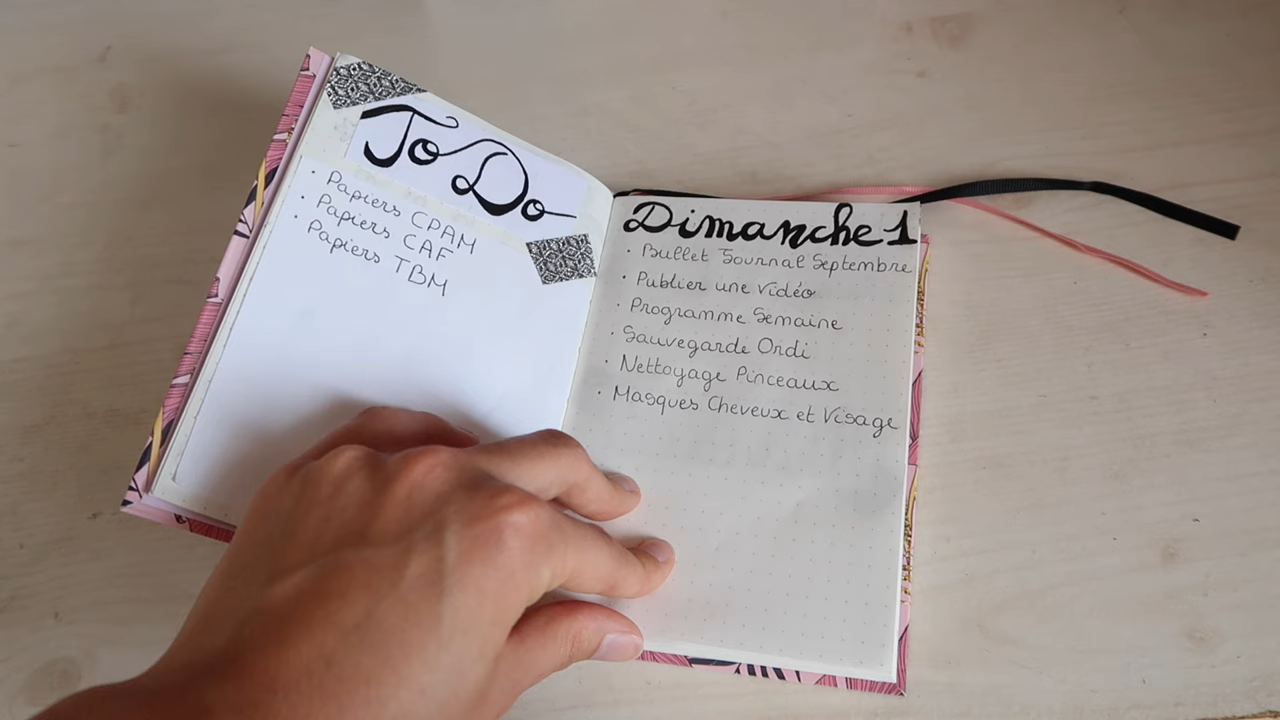 To Do
· Papiers CPAM
· Papiers CAF
· Papiers TBM
Dimanche 1
· Bullet Journal Septembre
· Publier une Vidéo
· Programme Semaine
· Sauvegarde Ordi
· Nettoyage Pinceaux
· Masques Cheveux et Visage